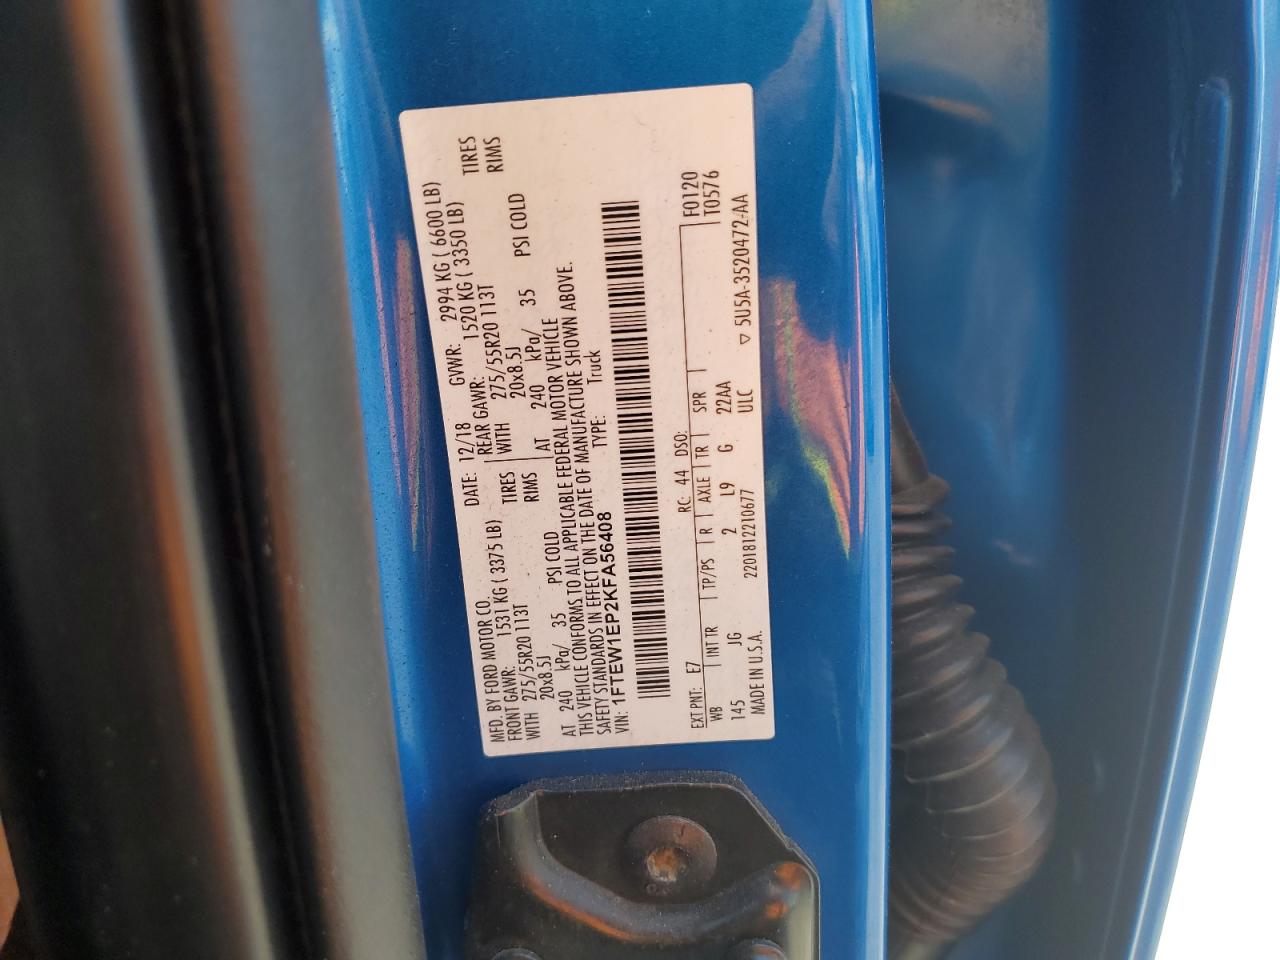 MFD. BY FORD MOTOR CO. DATE: 12/18 GVWR: 2994 KG ( 6600 LB)
FRONT GAWR: 1531 KG ( 3375 LB) REAR GAWR: 1520 KG ( 3350 LB)
WITH 275/55R20 113T TIRES WITH 275/55R20 113T TIRES
20x8.5J RIMS 20x8.5J RIMS
AT 240 kPa/ 35 PSI COLD AT 240 kPa/ 35 PSI COLD
THIS VEHICLE CONFORMS TO ALL APPLICABLE FEDERAL MOTOR VEHICLE
SAFETY STANDARDS IN EFFECT ON THE DATE OF MANUFACTURE SHOWN ABOVE.
VIN: 1FTEW1EP2KFA56408 TYPE: Truck
F0120
EXT PNT: E7 RC: 44 DSO: T0576
WB INT TR TP/PS R AXLE TR SPR
145 JG 2 L9 G 22AA
MADE IN U.S.A. 2201812210677 ULC ▽ 5U5A-3520472-AA